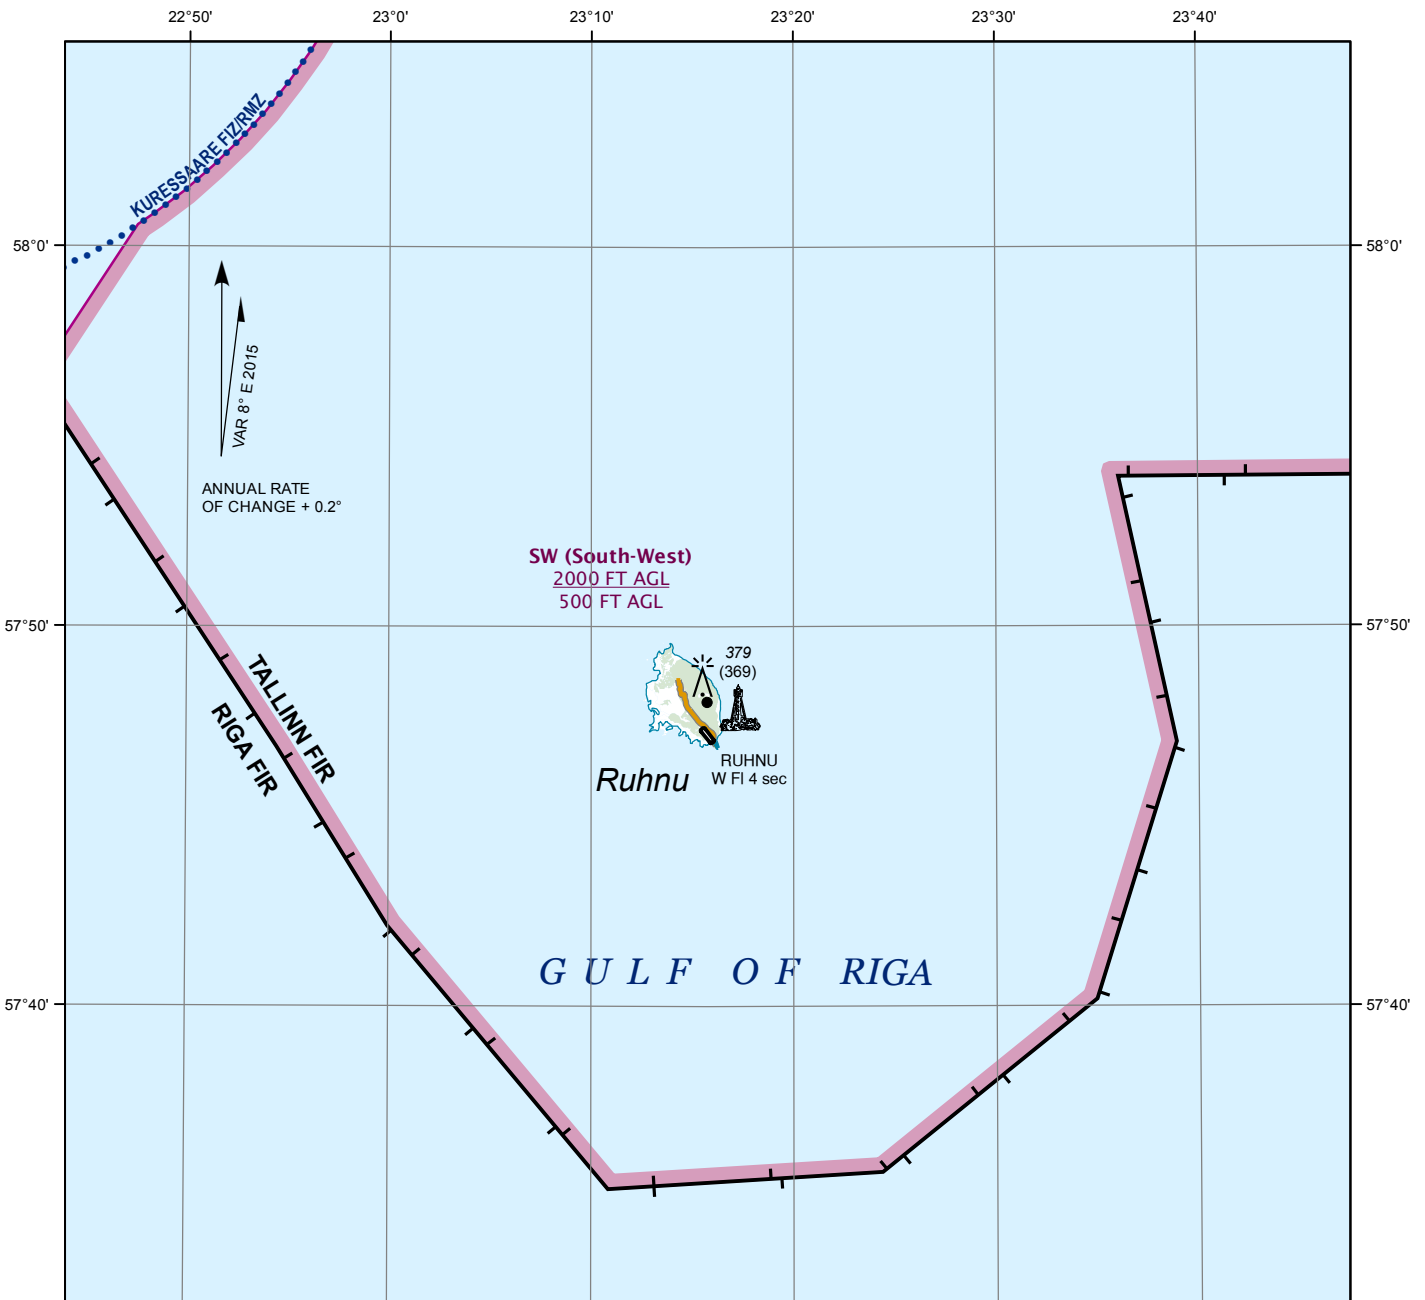 22°50'
23°0'
23°10'
23°20'
23°30'
23°40'
KURESSAARE FIZ/RMZ
58°0'
58°0'
VAR 8° E 2015
ANNUAL RATE
OF CHANGE + 0.2°
SW (South-West)
2000 FT AGL
500 FT AGL
57°50'
57°50'
379
(369)
TALLINN FIR
RIGA FIR
RUHNU
W Fl 4 sec
Ruhnu
GULF OF RIGA
57°40'
57°40'